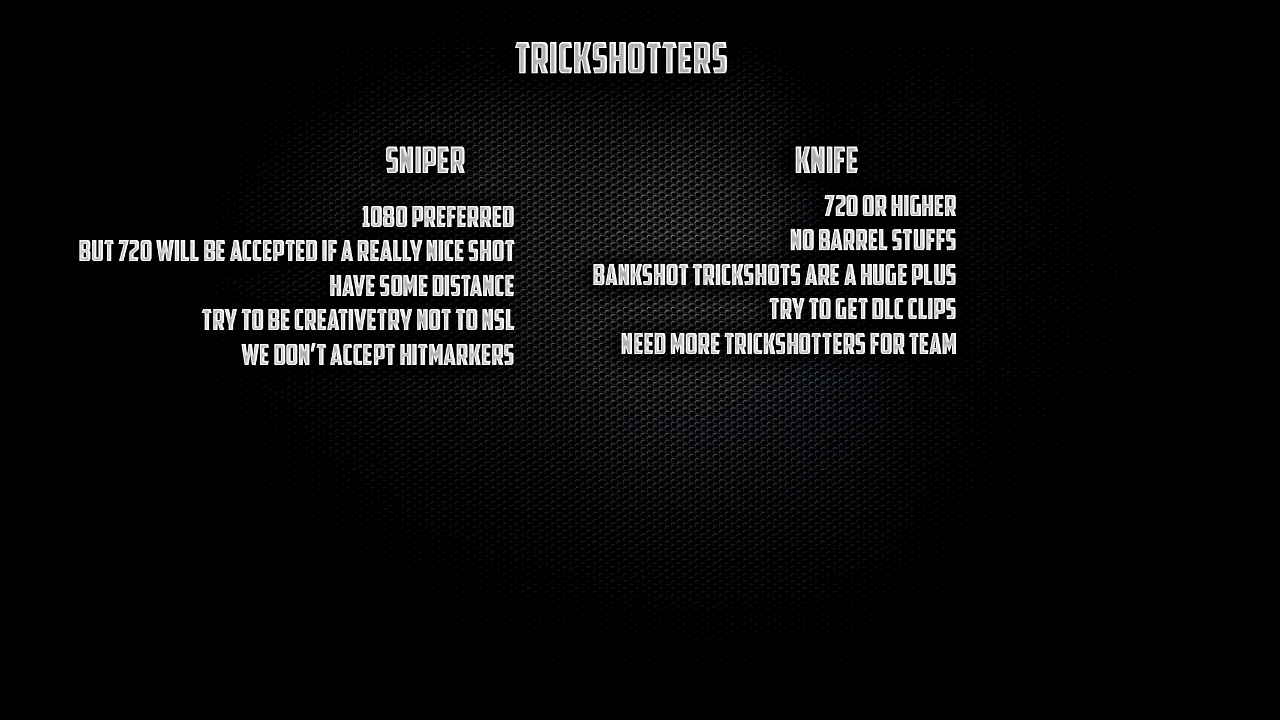 TRICKSHOTTERS
SNIPER
1080 PREFERRED
BUT 720 WILL BE ACCEPTED IF A REALLY NICE SHOT
HAVE SOME DISTANCE
TRY TO BE CREATIVETRY NOT TO NSL
WE DON'T ACCEPT HITMARKERS
KNIFE
720 OR HIGHER
NO BARREL STUFFS
BANKSHOT TRICKSHOTS ARE A HUGE PLUS
TRY TO GET DLC CLIPS
NEED MORE TRICKSHOTTERS FOR TEAM